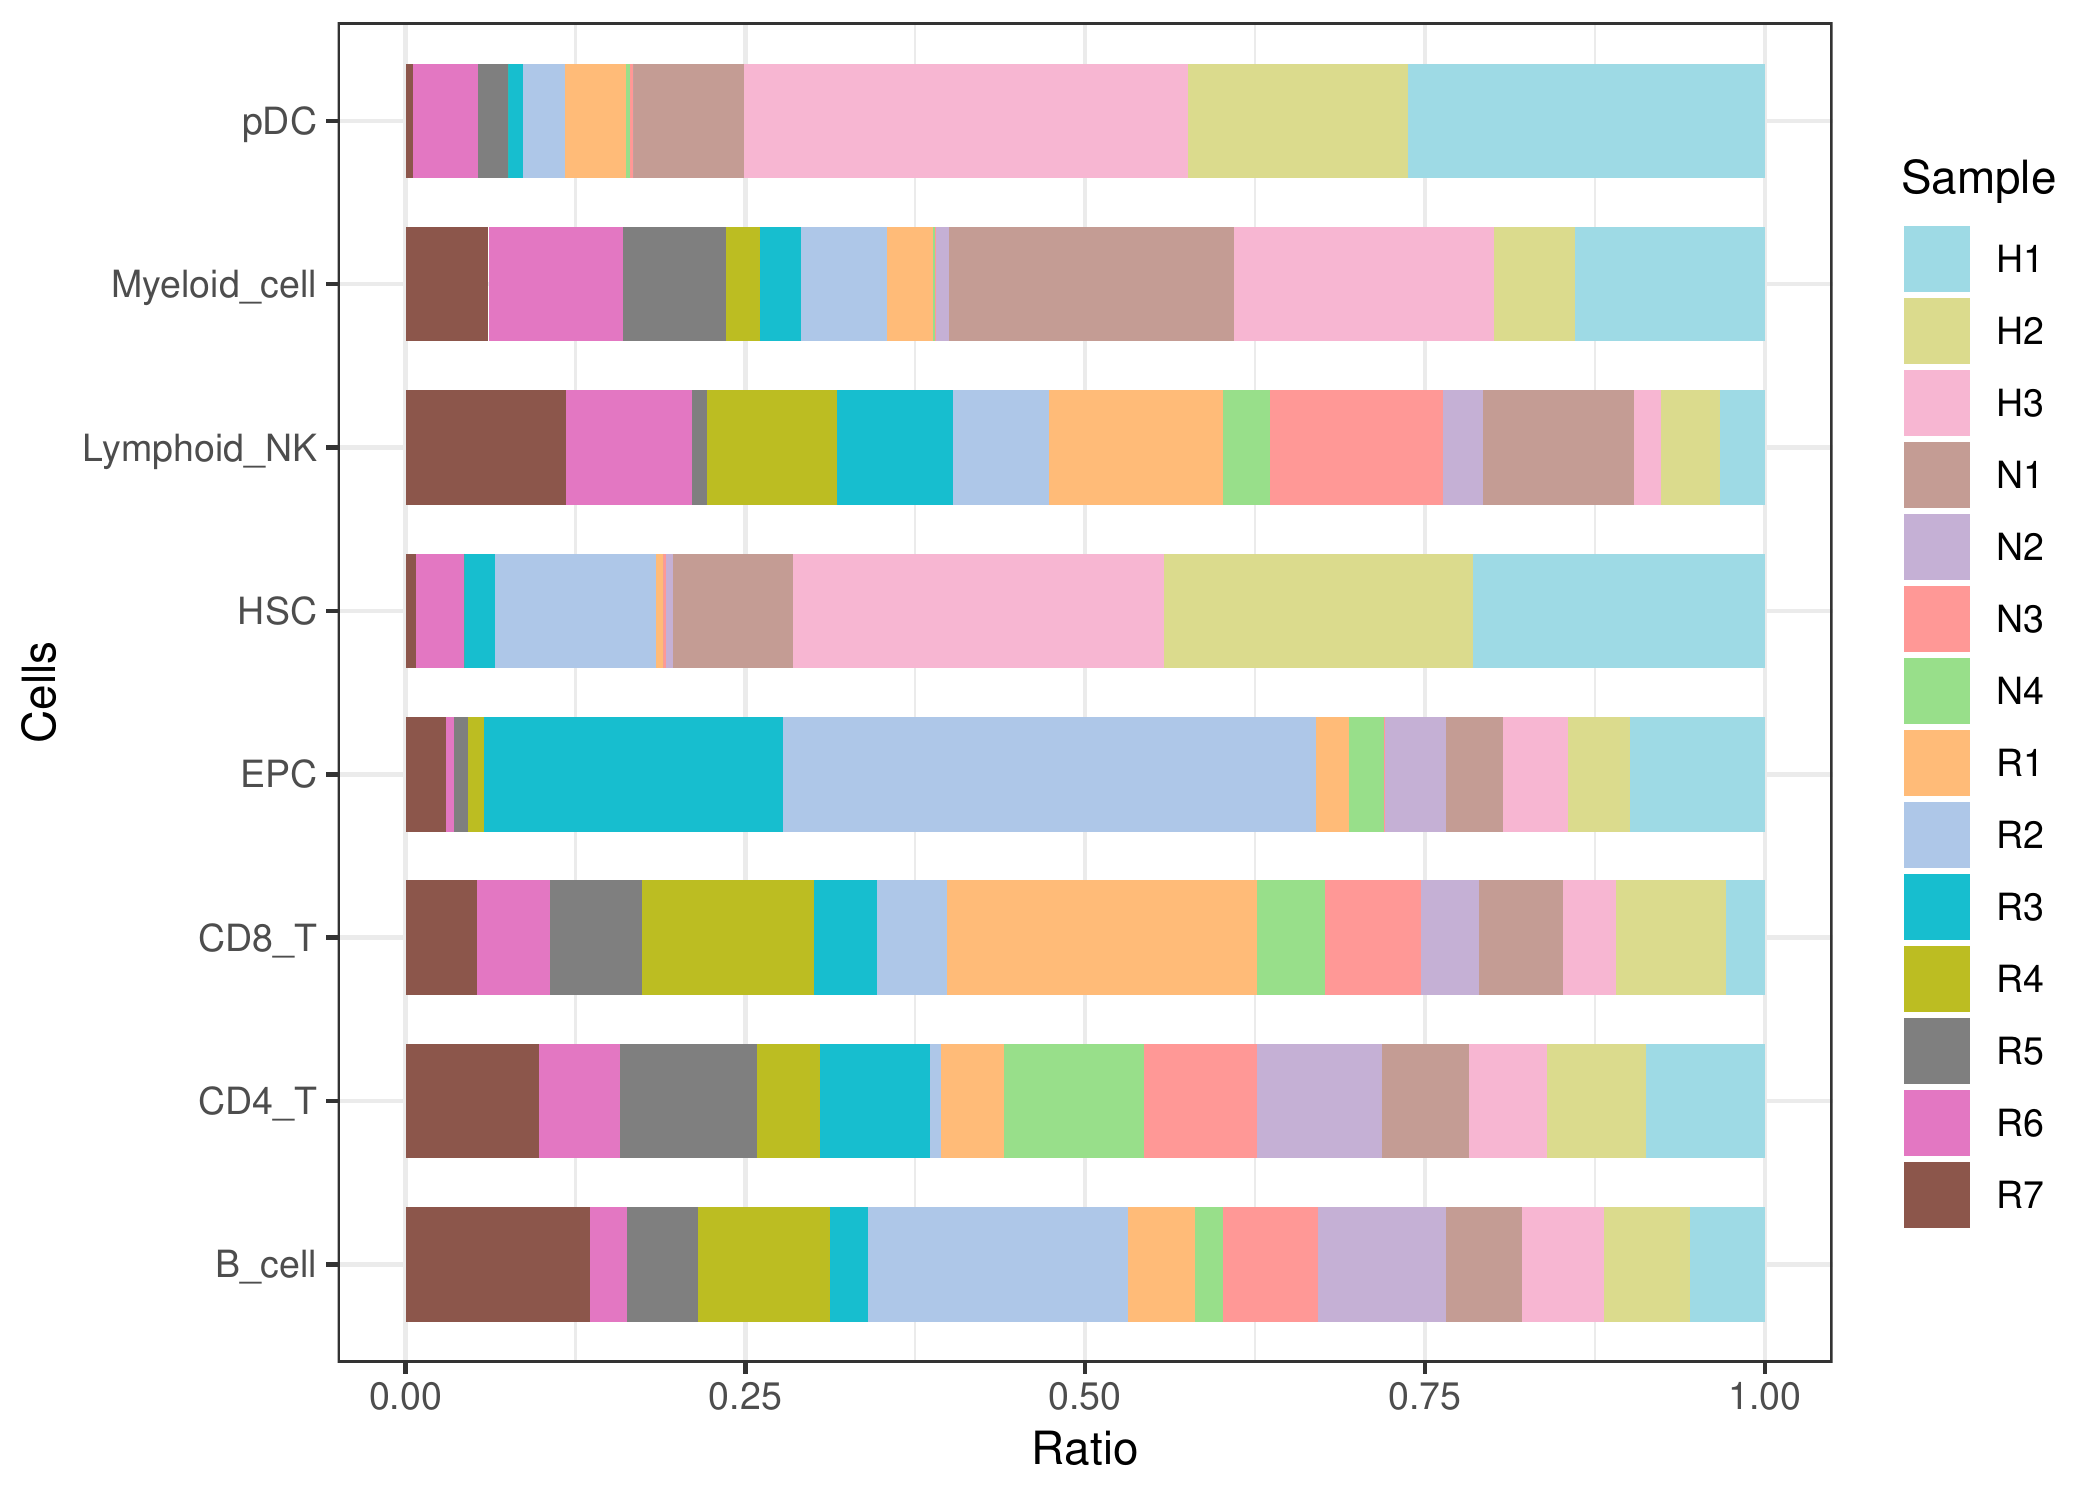 pDC
Myeloid_cell
Lymphoid_NK
HSC
EPC
CD8_T
CD4_T
B_cell
Cells
0.00 0.25 0.50 0.75 1.00
Ratio
Sample
H1
H2
H3
N1
N2
N3
N4
R1
R2
R3
R4
R5
R6
R7